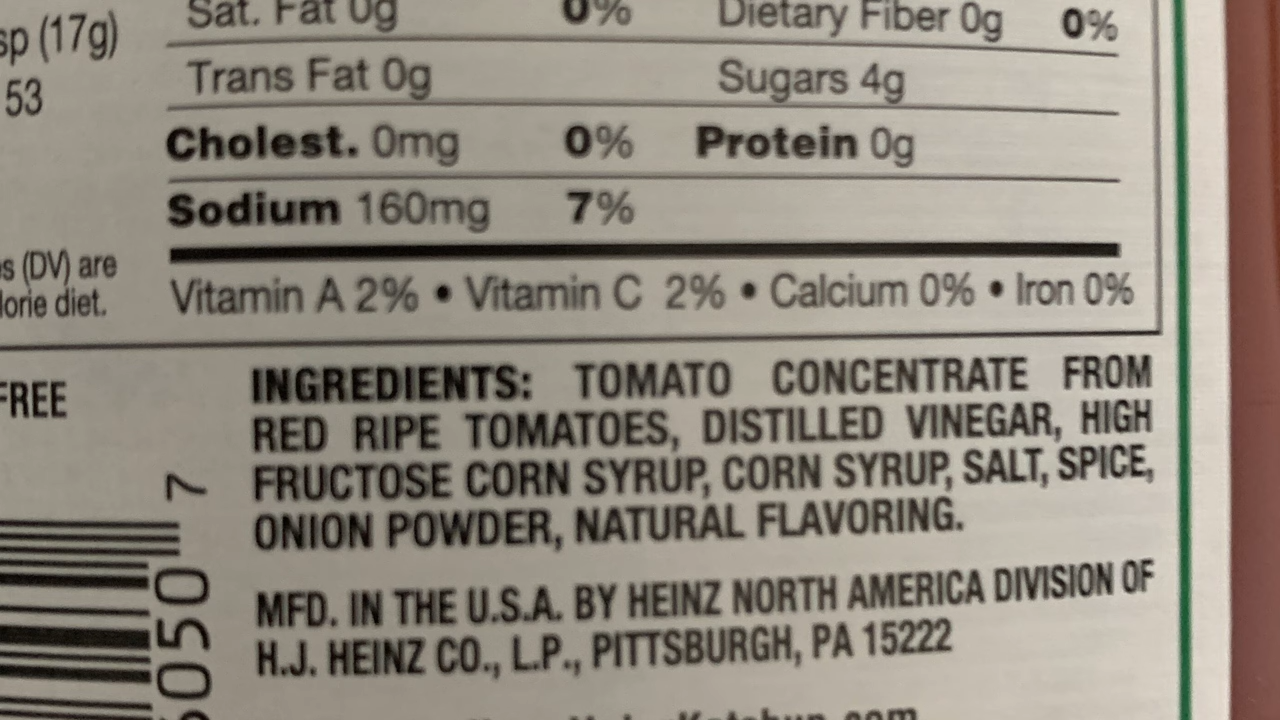 Sat. Fat 0g 0% Dietary Fiber 0g 0%
(17g)
Trans Fat 0g Sugars 4g
53
Cholest. 0mg 0% Protein 0g
Sodium 160mg 7%
(DV) are
diet.
Vitamin A 2% • Vitamin C 2% • Calcium 0% • Iron 0%
FREE
INGREDIENTS: TOMATO CONCENTRATE FROM
RED RIPE TOMATOES, DISTILLED VINEGAR, HIGH
FRUCTOSE CORN SYRUP, CORN SYRUP, SALT, SPICE,
ONION POWDER, NATURAL FLAVORING.
7
MFD. IN THE U.S.A. BY HEINZ NORTH AMERICA DIVISION OF
H.J. HEINZ CO., L.P., PITTSBURGH, PA 15222
0050